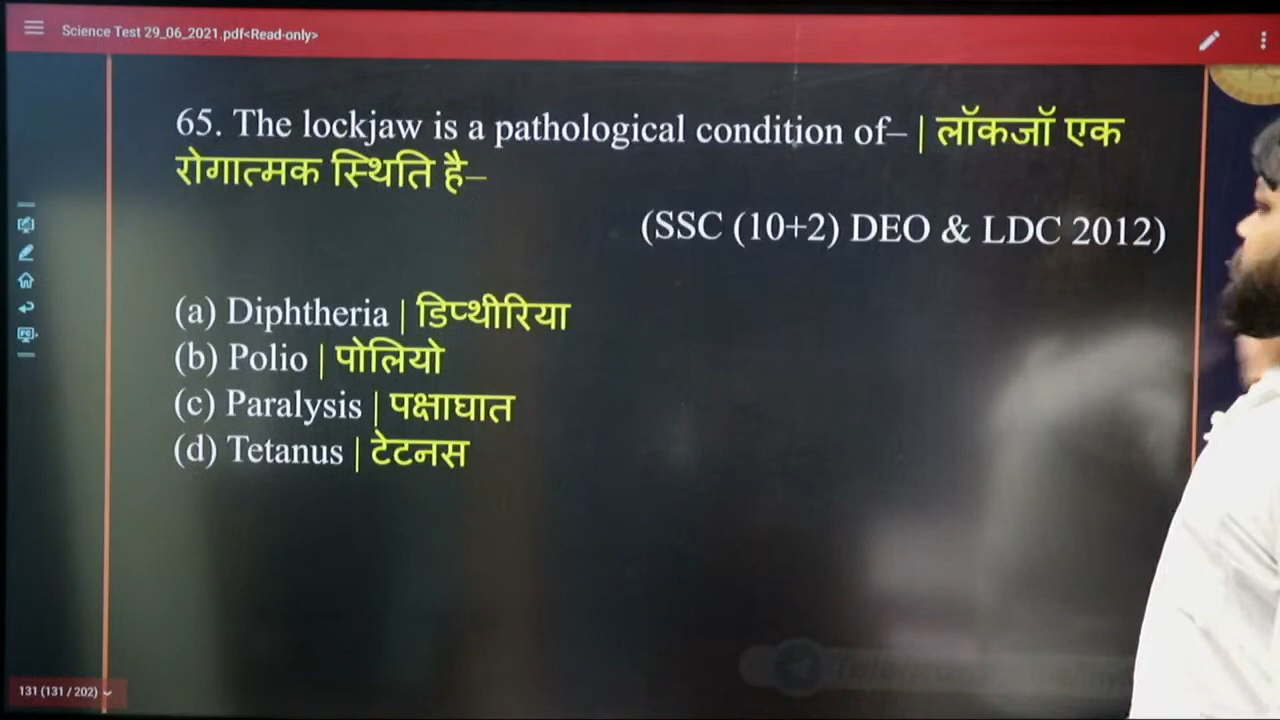 Science Test 29_06_2021.pdf<Read-only>
65. The lockjaw is a pathological condition of– | लॉकजॉ एक
रोगात्मक स्थिति है–
(SSC (10+2) DEO & LDC 2012)
(a) Diphtheria | डिप्थीरिया
(b) Polio | पोलियो
(c) Paralysis | पक्षाघात
(d) Tetanus | टेटनस
131 (131 / 202)